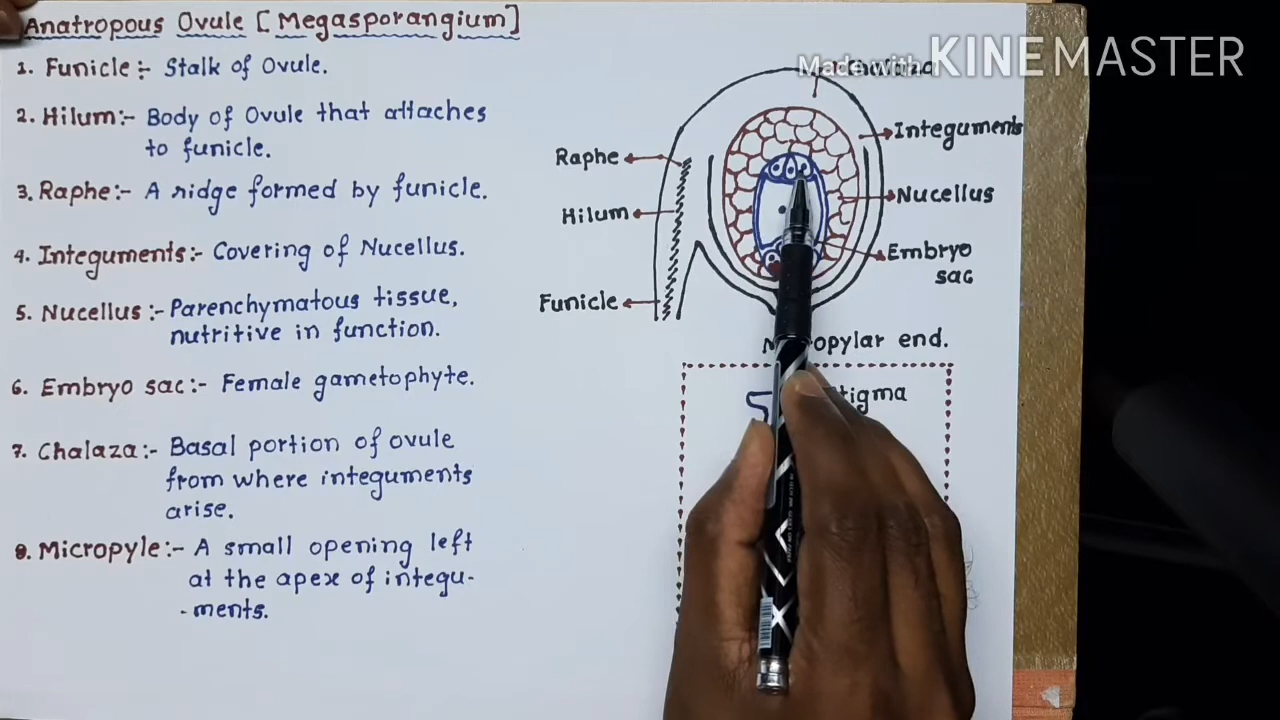 Anatropous Ovule [Megasporangium]
1. Funicle:- Stalk of Ovule.
2. Hilum:- Body of Ovule that attaches
to funicle.
3. Raphe:- A ridge formed by funicle.
4. Integuments:- Covering of Nucellus.
5. Nucellus:- Parenchymatous tissue,
nutritive in function.
6. Embryo sac:- Female gametophyte.
7. Chalaza:- Basal portion of ovule
from where integuments
arise.
8. Micropyle:- A small opening left
at the apex of integu-
-ments.
Made with KINEMASTER
Integuments
Raphe
Nucellus
Hilum
Embryo
sac
Funicle
end.